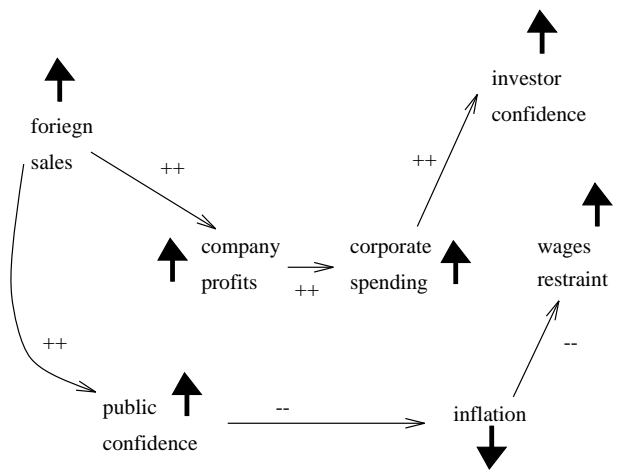 investor
confidence
foriegn
sales
++
++
company
profits
++
corporate
spending
wages
restraint
++
--
public
confidence
--
inflation